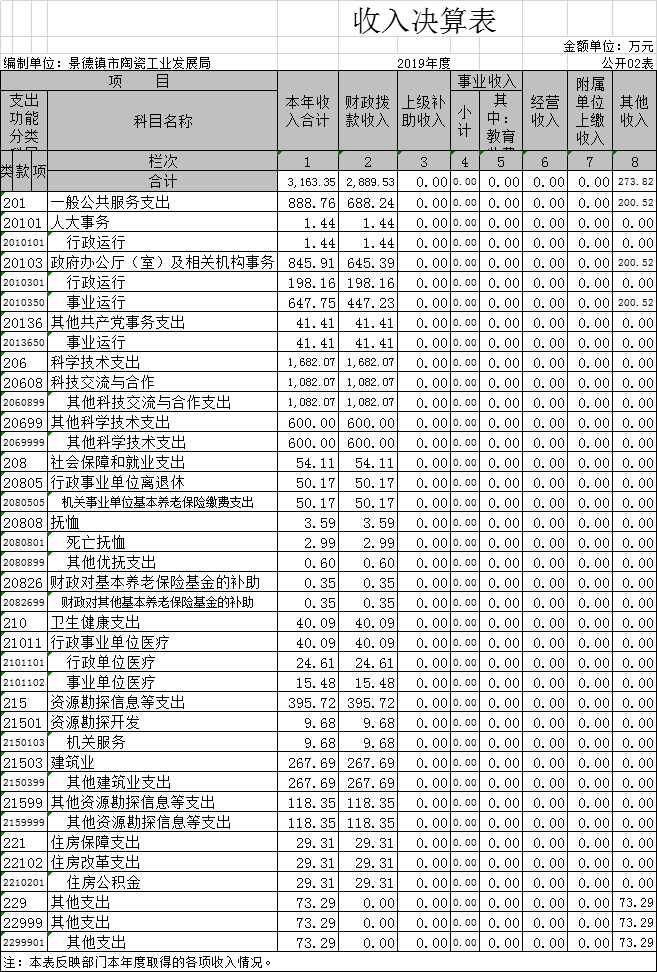 收入决算表
金额单位：万元
编制单位：景德镇市陶瓷工业发展局 2019年度 公开02表
项 目 本年收入合计 财政拨款收入 上级补助收入 事业收入 经营收入 附属单位上缴收入 其他收入
支出功能分类 科目名称 小计 其中：教育
类 款 项 栏次 1 2 3 4 5 6 7 8
合计 3,163.35 2,889.53 0.00 0.00 0.00 0.00 0.00 273.82
201 一般公共服务支出 888.76 688.24 0.00 0.00 0.00 0.00 0.00 200.52
20101 人大事务 1.44 1.44 0.00 0.00 0.00 0.00 0.00 0.00
2010101 行政运行 1.44 1.44 0.00 0.00 0.00 0.00 0.00 0.00
20103 政府办公厅（室）及相关机构事务 845.91 645.39 0.00 0.00 0.00 0.00 0.00 200.52
2010301 行政运行 198.16 198.16 0.00 0.00 0.00 0.00 0.00 0.00
2010350 事业运行 647.75 447.23 0.00 0.00 0.00 0.00 0.00 200.52
20136 其他共产党事务支出 41.41 41.41 0.00 0.00 0.00 0.00 0.00 0.00
2013650 事业运行 41.41 41.41 0.00 0.00 0.00 0.00 0.00 0.00
206 科学技术支出 1,682.07 1,682.07 0.00 0.00 0.00 0.00 0.00 0.00
20608 科技交流与合作 1,082.07 1,082.07 0.00 0.00 0.00 0.00 0.00 0.00
2060899 其他科技交流与合作支出 1,082.07 1,082.07 0.00 0.00 0.00 0.00 0.00 0.00
20699 其他科学技术支出 600.00 600.00 0.00 0.00 0.00 0.00 0.00 0.00
2069999 其他科学技术支出 600.00 600.00 0.00 0.00 0.00 0.00 0.00 0.00
208 社会保障和就业支出 54.11 54.11 0.00 0.00 0.00 0.00 0.00 0.00
20805 行政事业单位离退休 50.17 50.17 0.00 0.00 0.00 0.00 0.00 0.00
2080505 机关事业单位基本养老保险缴费支出 50.17 50.17 0.00 0.00 0.00 0.00 0.00 0.00
20808 抚恤 3.59 3.59 0.00 0.00 0.00 0.00 0.00 0.00
2080801 死亡抚恤 2.99 2.99 0.00 0.00 0.00 0.00 0.00 0.00
2080899 其他优抚支出 0.60 0.60 0.00 0.00 0.00 0.00 0.00 0.00
20826 财政对基本养老保险基金的补助 0.35 0.35 0.00 0.00 0.00 0.00 0.00 0.00
2082699 财政对其他基本养老保险基金的补助 0.35 0.35 0.00 0.00 0.00 0.00 0.00 0.00
210 卫生健康支出 40.09 40.09 0.00 0.00 0.00 0.00 0.00 0.00
21011 行政事业单位医疗 40.09 40.09 0.00 0.00 0.00 0.00 0.00 0.00
2101101 行政单位医疗 24.61 24.61 0.00 0.00 0.00 0.00 0.00 0.00
2101102 事业单位医疗 15.48 15.48 0.00 0.00 0.00 0.00 0.00 0.00
215 资源勘探信息等支出 395.72 395.72 0.00 0.00 0.00 0.00 0.00 0.00
21501 资源勘探开发 9.68 9.68 0.00 0.00 0.00 0.00 0.00 0.00
2150103 机关服务 9.68 9.68 0.00 0.00 0.00 0.00 0.00 0.00
21503 建筑业 267.69 267.69 0.00 0.00 0.00 0.00 0.00 0.00
2150399 其他建筑业支出 267.69 267.69 0.00 0.00 0.00 0.00 0.00 0.00
21599 其他资源勘探信息等支出 118.35 118.35 0.00 0.00 0.00 0.00 0.00 0.00
2159999 其他资源勘探信息等支出 118.35 118.35 0.00 0.00 0.00 0.00 0.00 0.00
221 住房保障支出 29.31 29.31 0.00 0.00 0.00 0.00 0.00 0.00
22102 住房改革支出 29.31 29.31 0.00 0.00 0.00 0.00 0.00 0.00
2210201 住房公积金 29.31 29.31 0.00 0.00 0.00 0.00 0.00 0.00
229 其他支出 73.29 0.00 0.00 0.00 0.00 0.00 0.00 73.29
22999 其他支出 73.29 0.00 0.00 0.00 0.00 0.00 0.00 73.29
2299901 其他支出 73.29 0.00 0.00 0.00 0.00 0.00 0.00 73.29
注：本表反映部门本年度取得的各项收入情况。